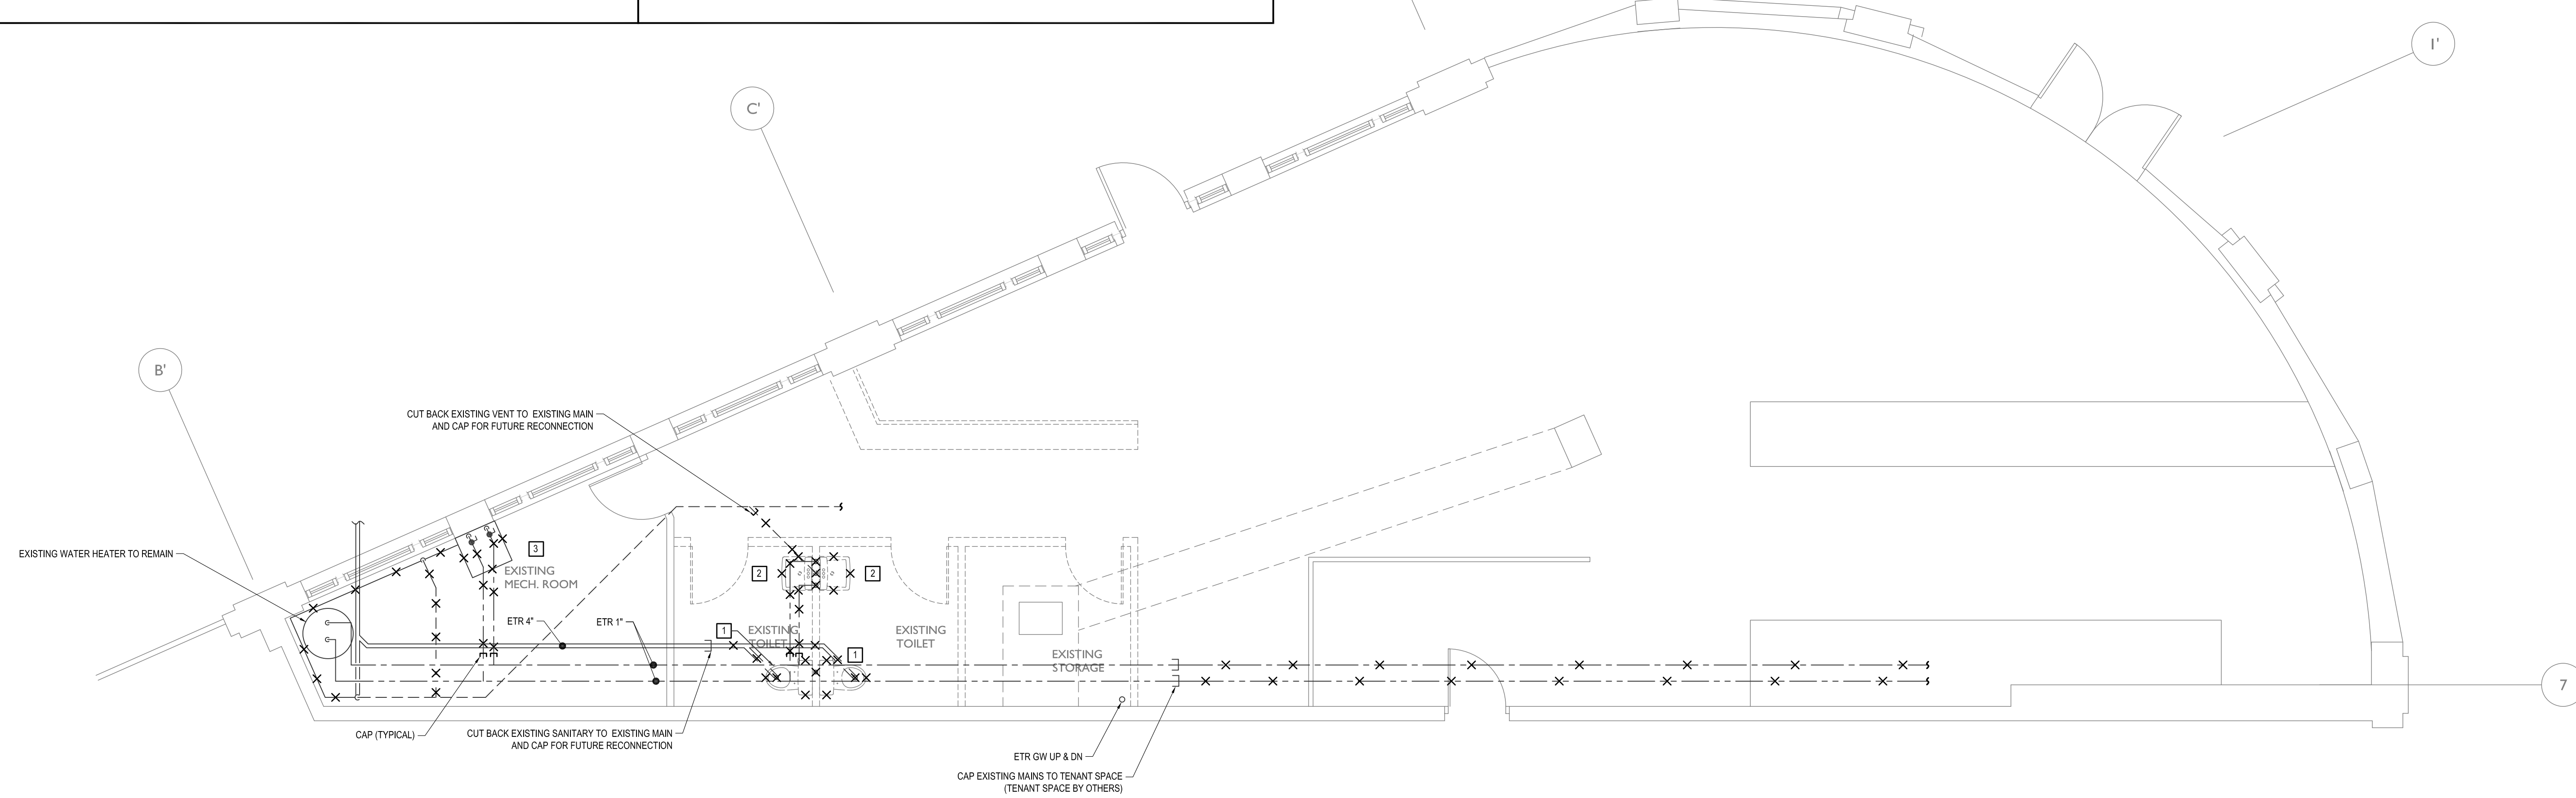 I'
C'
B'
CUT BACK EXISTING VENT TO EXISTING MAIN
AND CAP FOR FUTURE RECONNECTION
EXISTING WATER HEATER TO REMAIN
3
EXISTING
MECH. ROOM
2
2
ETR 4"
ETR 1"
1
EXISTING
TOILET
EXISTING
TOILET
1
EXISTING
STORAGE
7
CAP (TYPICAL)
CUT BACK EXISTING SANITARY TO EXISTING MAIN
AND CAP FOR FUTURE RECONNECTION
ETR GW UP & DN
CAP EXISTING MAINS TO TENANT SPACE
(TENANT SPACE BY OTHERS)